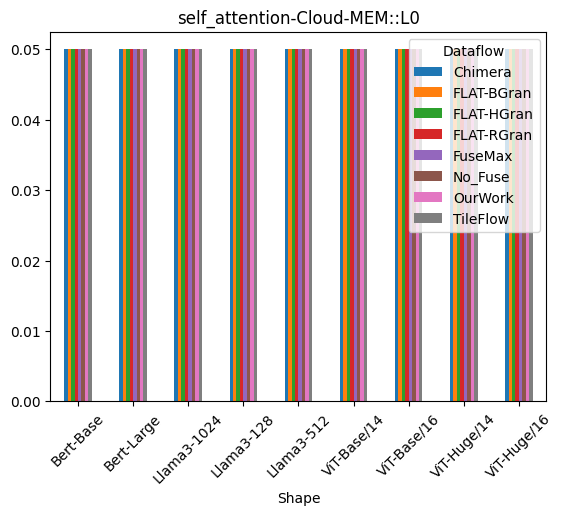 self_attention-Cloud-MEM::L0
0.05
0.04
0.03
0.02
0.01
0.00
Dataflow
Chimera
FLAT-BGran
FLAT-HGran
FLAT-RGran
FuseMax
No_Fuse
OurWork
TileFlow
Bert-Base
Bert-Large
Llama3-1024
Llama3-128
Llama3-512
ViT-Base/14
ViT-Base/16
ViT-Huge/14
ViT-Huge/16
Shape